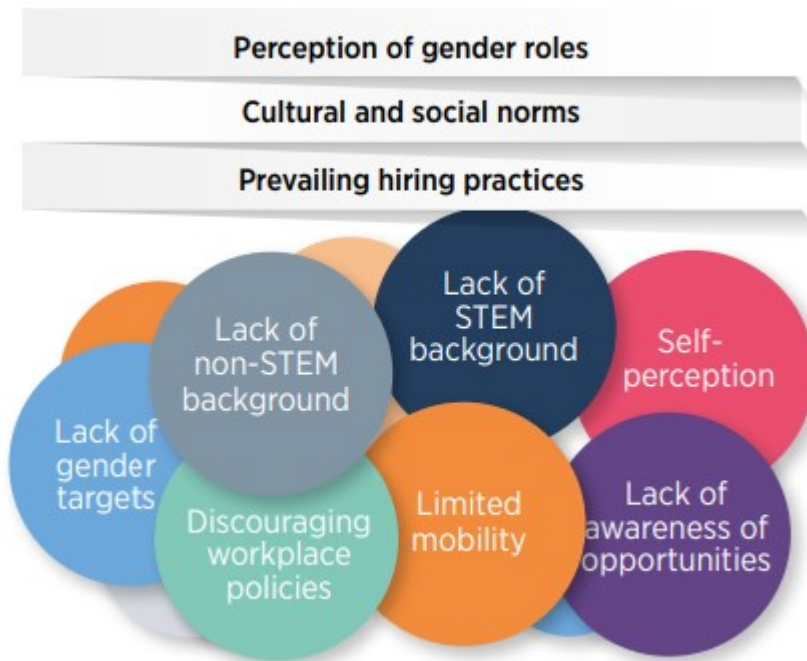 Perception of gender roles
Cultural and social norms
Prevailing hiring practices
Lack of
non-STEM
background
Lack of
STEM
background
Self-
perception
Lack of
gender
targets
Discouraging
workplace
policies
Limited
mobility
Lack of
awareness of
opportunities